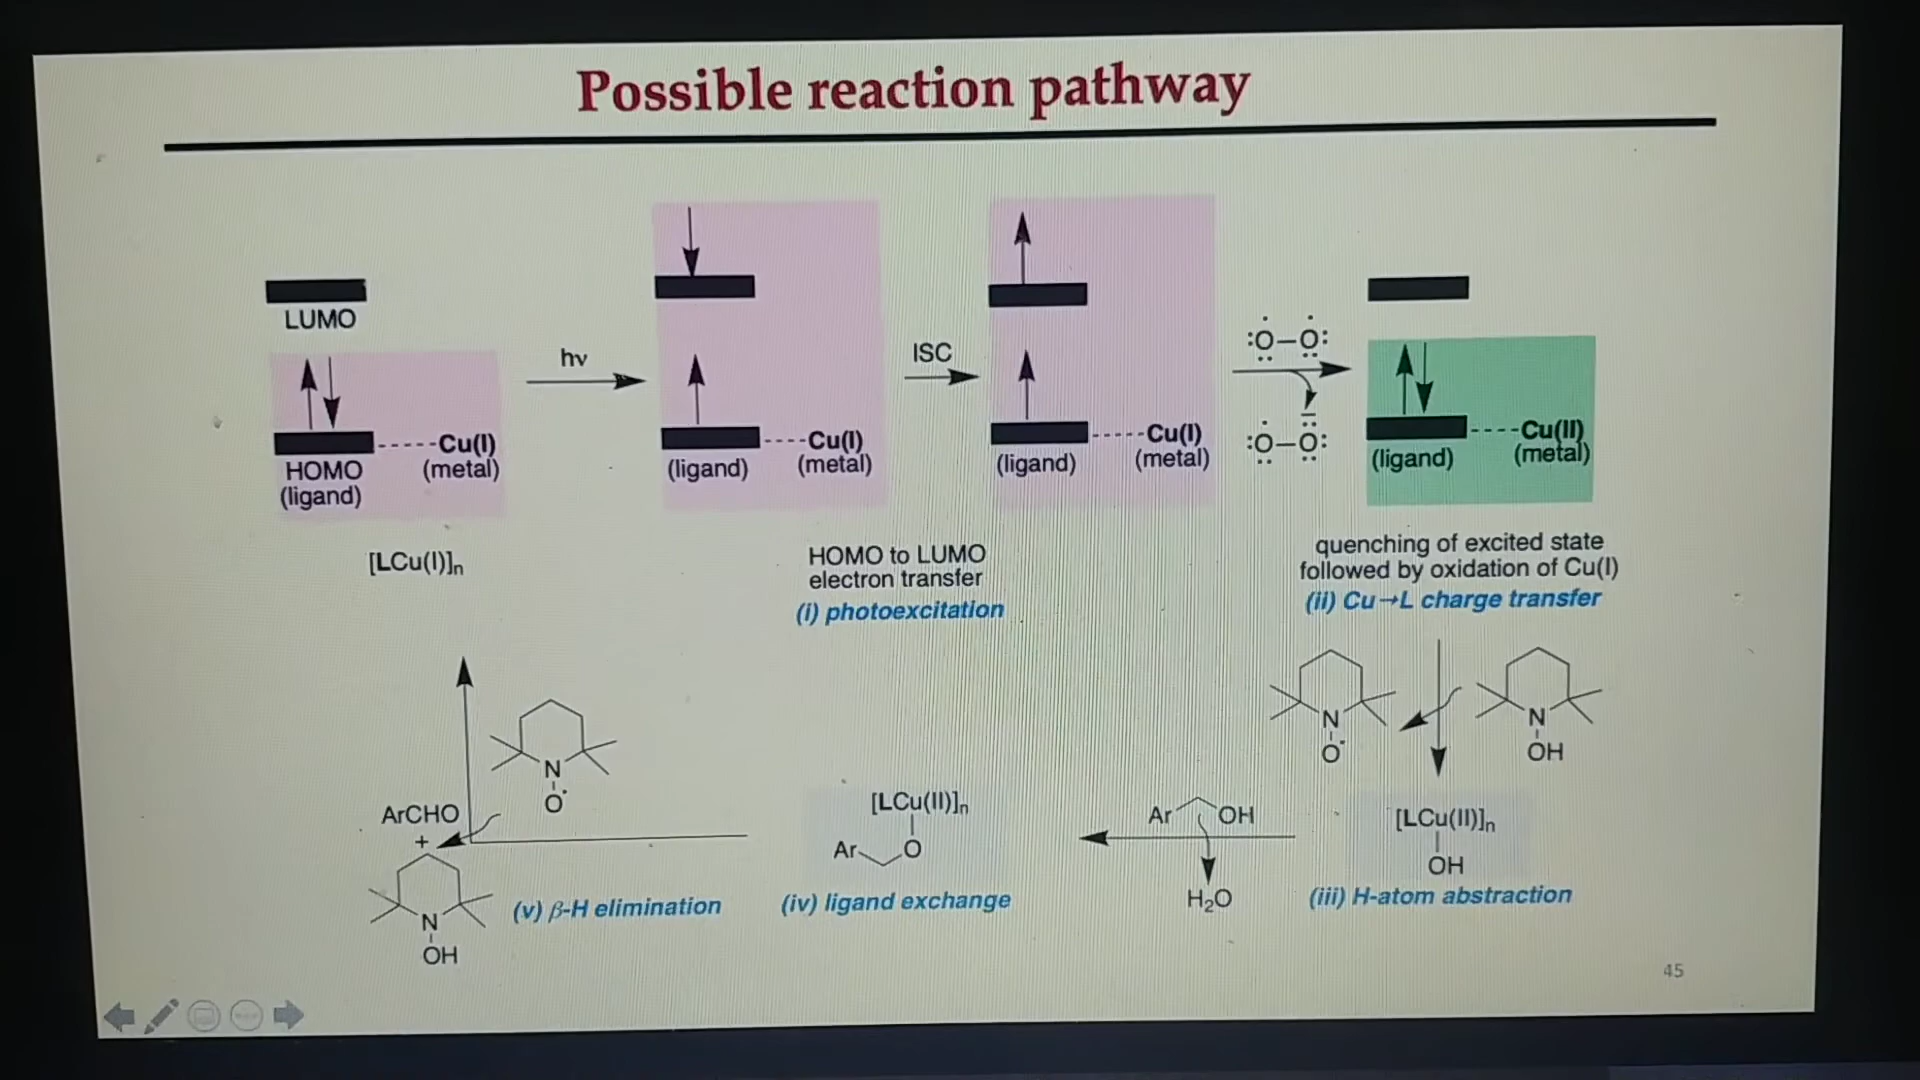 Possible reaction pathway
LUMO
HOMO
(ligand)
Cu(I)
(metal)
[LCu(I)]n
hν
(ligand)
Cu(I)
(metal)
HOMO to LUMO
electron transfer
(i) photoexcitation
ISC
(ligand)
Cu(I)
(metal)
:O–O:
:O–O:
(ligand)
Cu(II)
(metal)
quenching of excited state
followed by oxidation of Cu(I)
(ii) Cu→L charge transfer
N
O•
N
OH
[LCu(II)]n
OH
(iii) H-atom abstraction
Ar OH
H2O
[LCu(II)]n
Ar O
(iv) ligand exchange
N
O•
ArCHO
+
N
OH
(v) β-H elimination
45